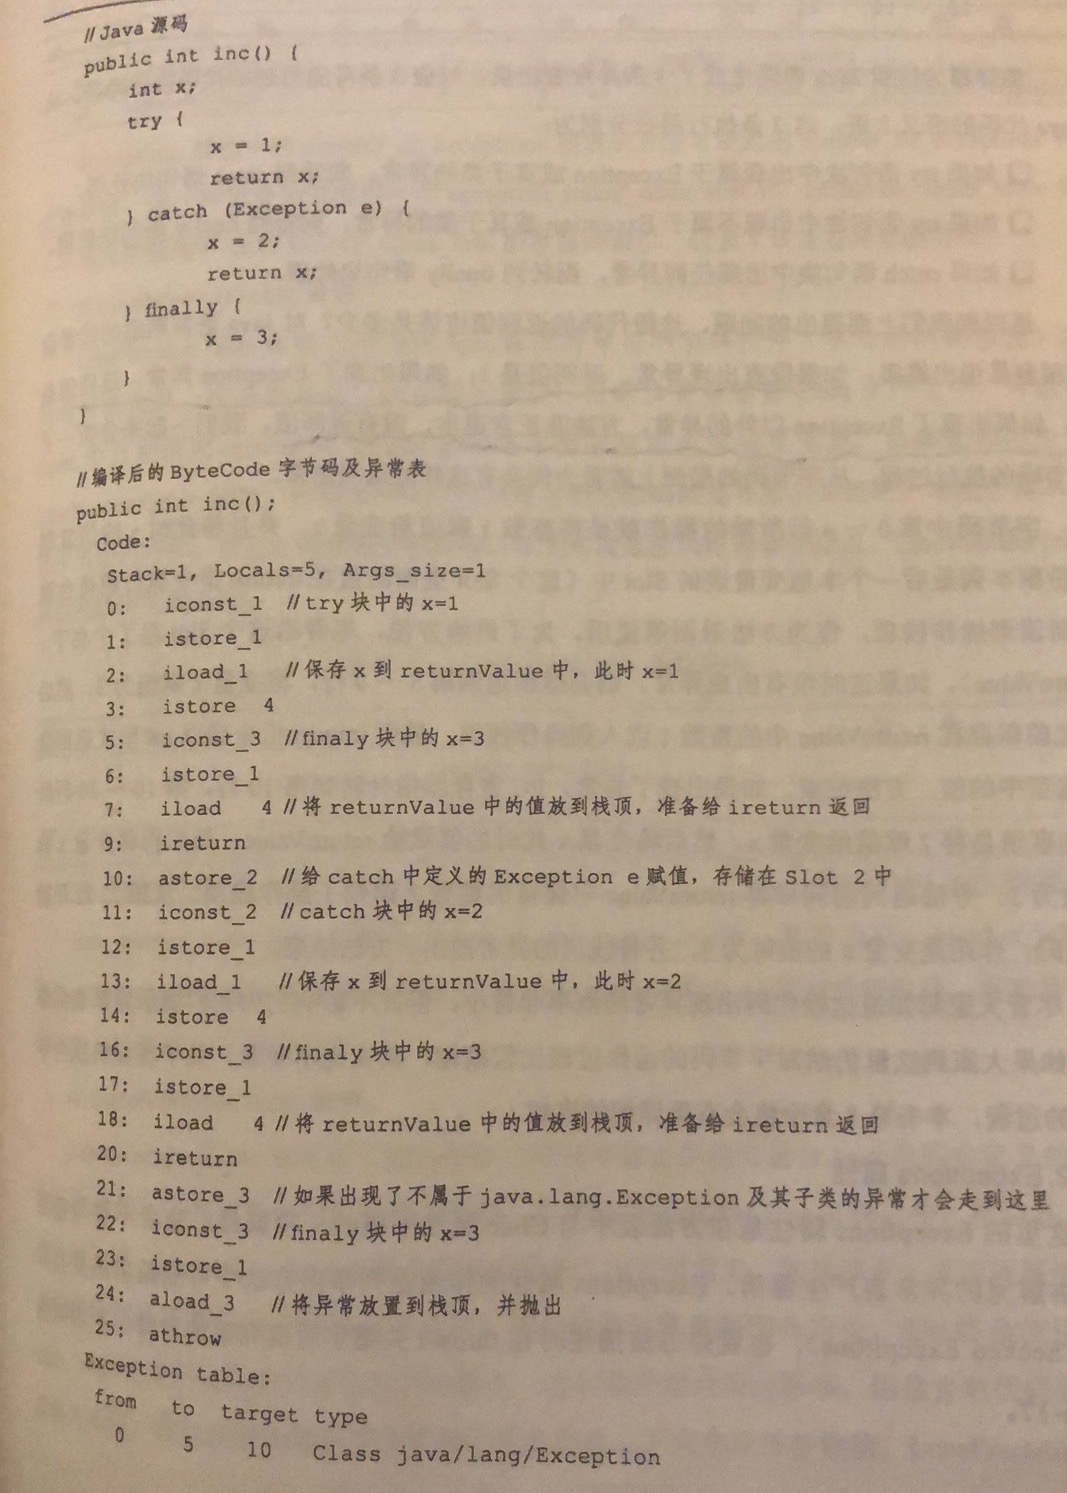 //Java 源码
public int inc() {
int x;
try {
x = 1;
return x;
} catch (Exception e) {
x = 2;
return x;
} finally {
x = 3;
}
}
//编译后的 ByteCode 字节码及异常表
public int inc();
Code:
Stack=1, Locals=5, Args_size=1
0: iconst_1 //try 块中的 x=1
1: istore_1
2: iload_1 //保存 x 到 returnValue 中，此时 x=1
3: istore 4
5: iconst_3 //finaly 块中的 x=3
6: istore_1
7: iload 4 //将 returnValue 中的值放到栈顶，准备给 ireturn 返回
9: ireturn
10: astore_2 //给 catch 中定义的 Exception e 赋值，存储在 Slot 2 中
11: iconst_2 //catch 块中的 x=2
12: istore_1
13: iload_1 //保存 x 到 returnValue 中，此时 x=2
14: istore 4
16: iconst_3 //finaly 块中的 x=3
17: istore_1
18: iload 4 //将 returnValue 中的值放到栈顶，准备给 ireturn 返回
20: ireturn
21: astore_3 //如果出现了不属于 java.lang.Exception 及其子类的异常才会走到这里
22: iconst_3 //finaly 块中的 x=3
23: istore_1
24: aload_3 //将异常放置到栈顶，并抛出
25: athrow
Exception table:
from to target type
0 5 10 Class java/lang/Exception